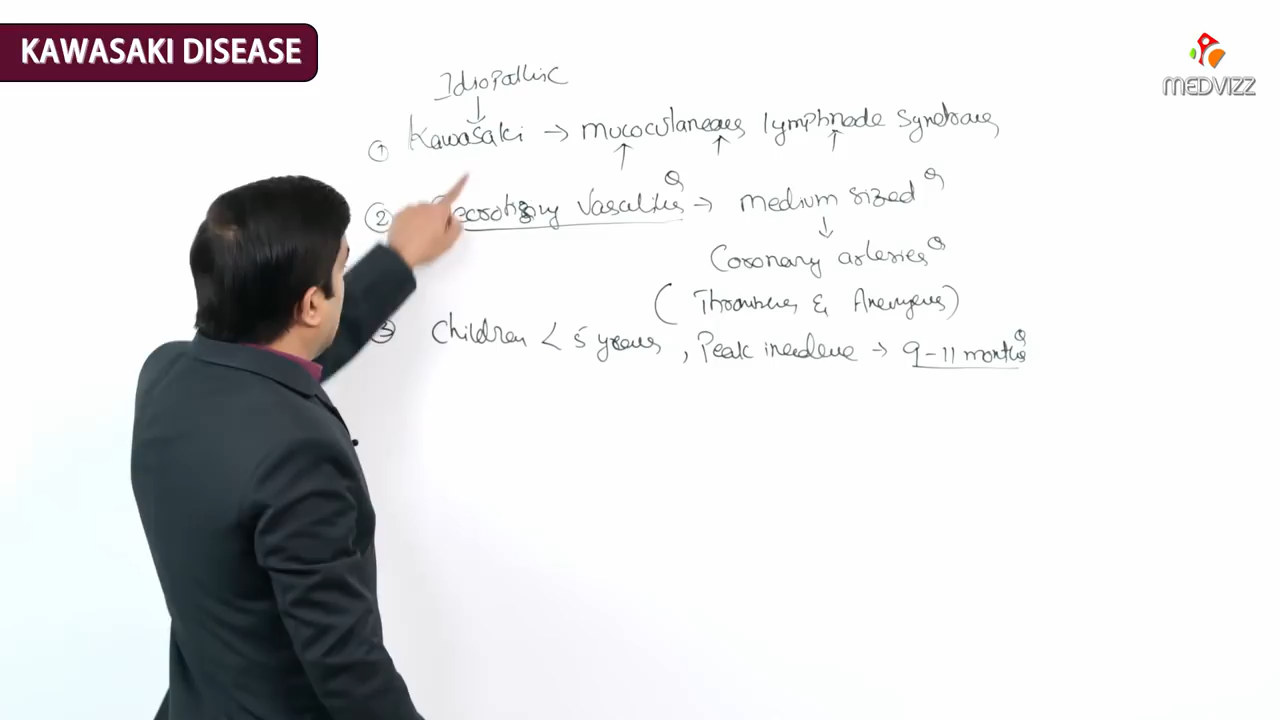 KAWASAKI DISEASE
MEDVIZZ
Idiopathic
① Kawasaki → Mucocutaneous lymphnode Syndrome
② Necrotising Vasculitis Q → medium sized Q
Coronary arteries Q
(Thrombus & Aneurysms)
③ Children < 5 years, Peak incidence → 9-11 months Q